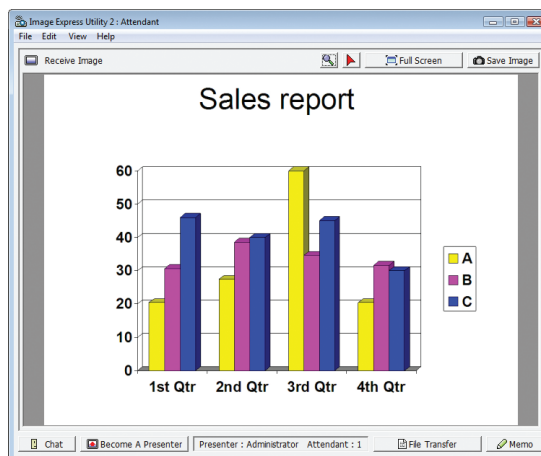 Image Express Utility 2 : Attendant
File Edit View Help
Receive Image Full Screen Save Image
Sales report
60
50
40
30
20
10
0
1st Qtr 2nd Qtr 3rd Qtr 4th Qtr
A
B
C
Chat Become A Presenter Presenter : Administrator Attendant : 1 File Transfer Memo